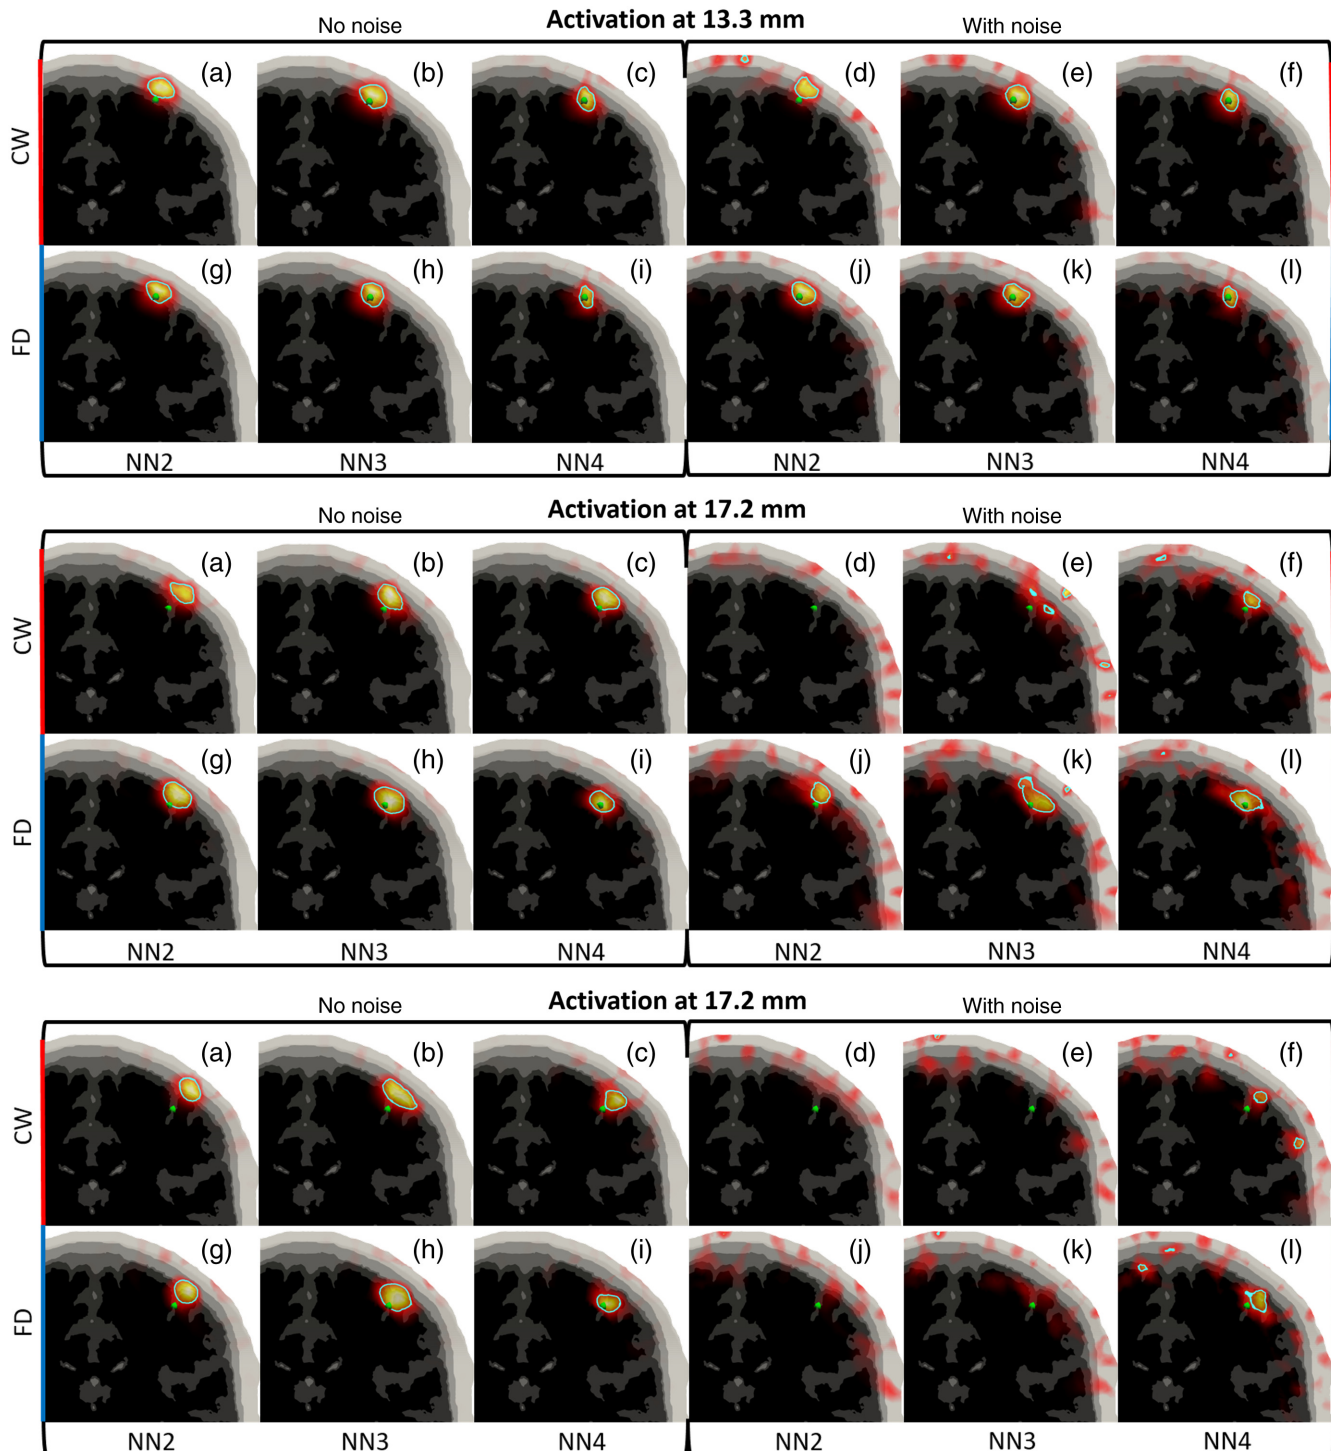 Activation at 13.3 mm
No noise With noise
CW (a) (b) (c) (d) (e) (f)
FD (g) (h) (i) (j) (k) (l)
NN2 NN3 NN4 NN2 NN3 NN4
Activation at 17.2 mm
No noise With noise
CW (a) (b) (c) (d) (e) (f)
FD (g) (h) (i) (j) (k) (l)
NN2 NN3 NN4 NN2 NN3 NN4
Activation at 17.2 mm
No noise With noise
CW (a) (b) (c) (d) (e) (f)
FD (g) (h) (i) (j) (k) (l)
NN2 NN3 NN4 NN2 NN3 NN4